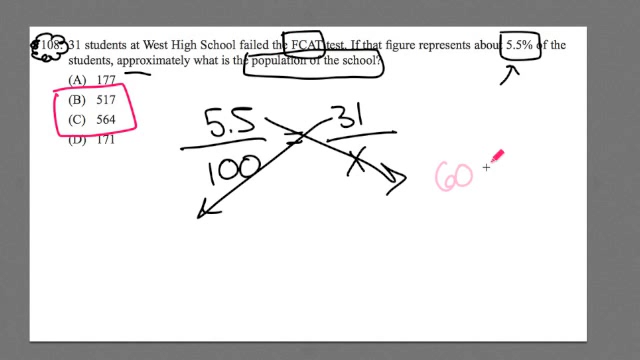 108. 31 students at West High School failed the FCAT test. If that figure represents about 5.5% of the
students, approximately what is the population of the school?
(A) 177
(B) 517
(C) 564
(D) 171
5.5 = 31
100 X
60